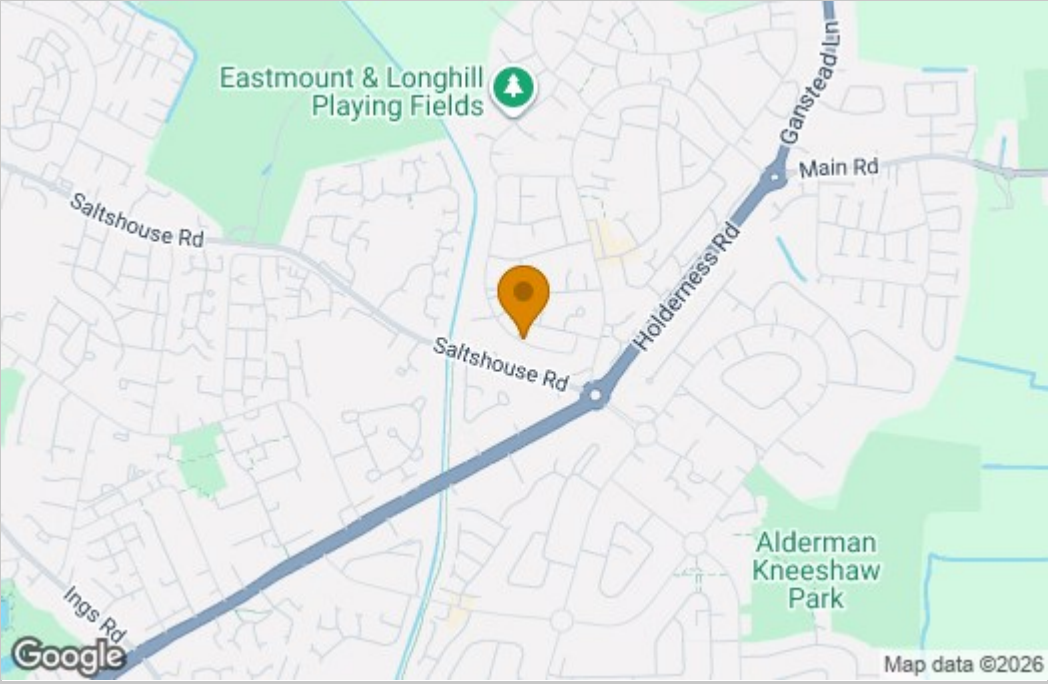 Eastmount & Longhill
Playing Fields
Ganstead Ln
Main Rd
Saltshouse Rd
Holderness Rd
Saltshouse Rd
Alderman
Kneeshaw
Park
Ings Rd
Google
Map data ©2026